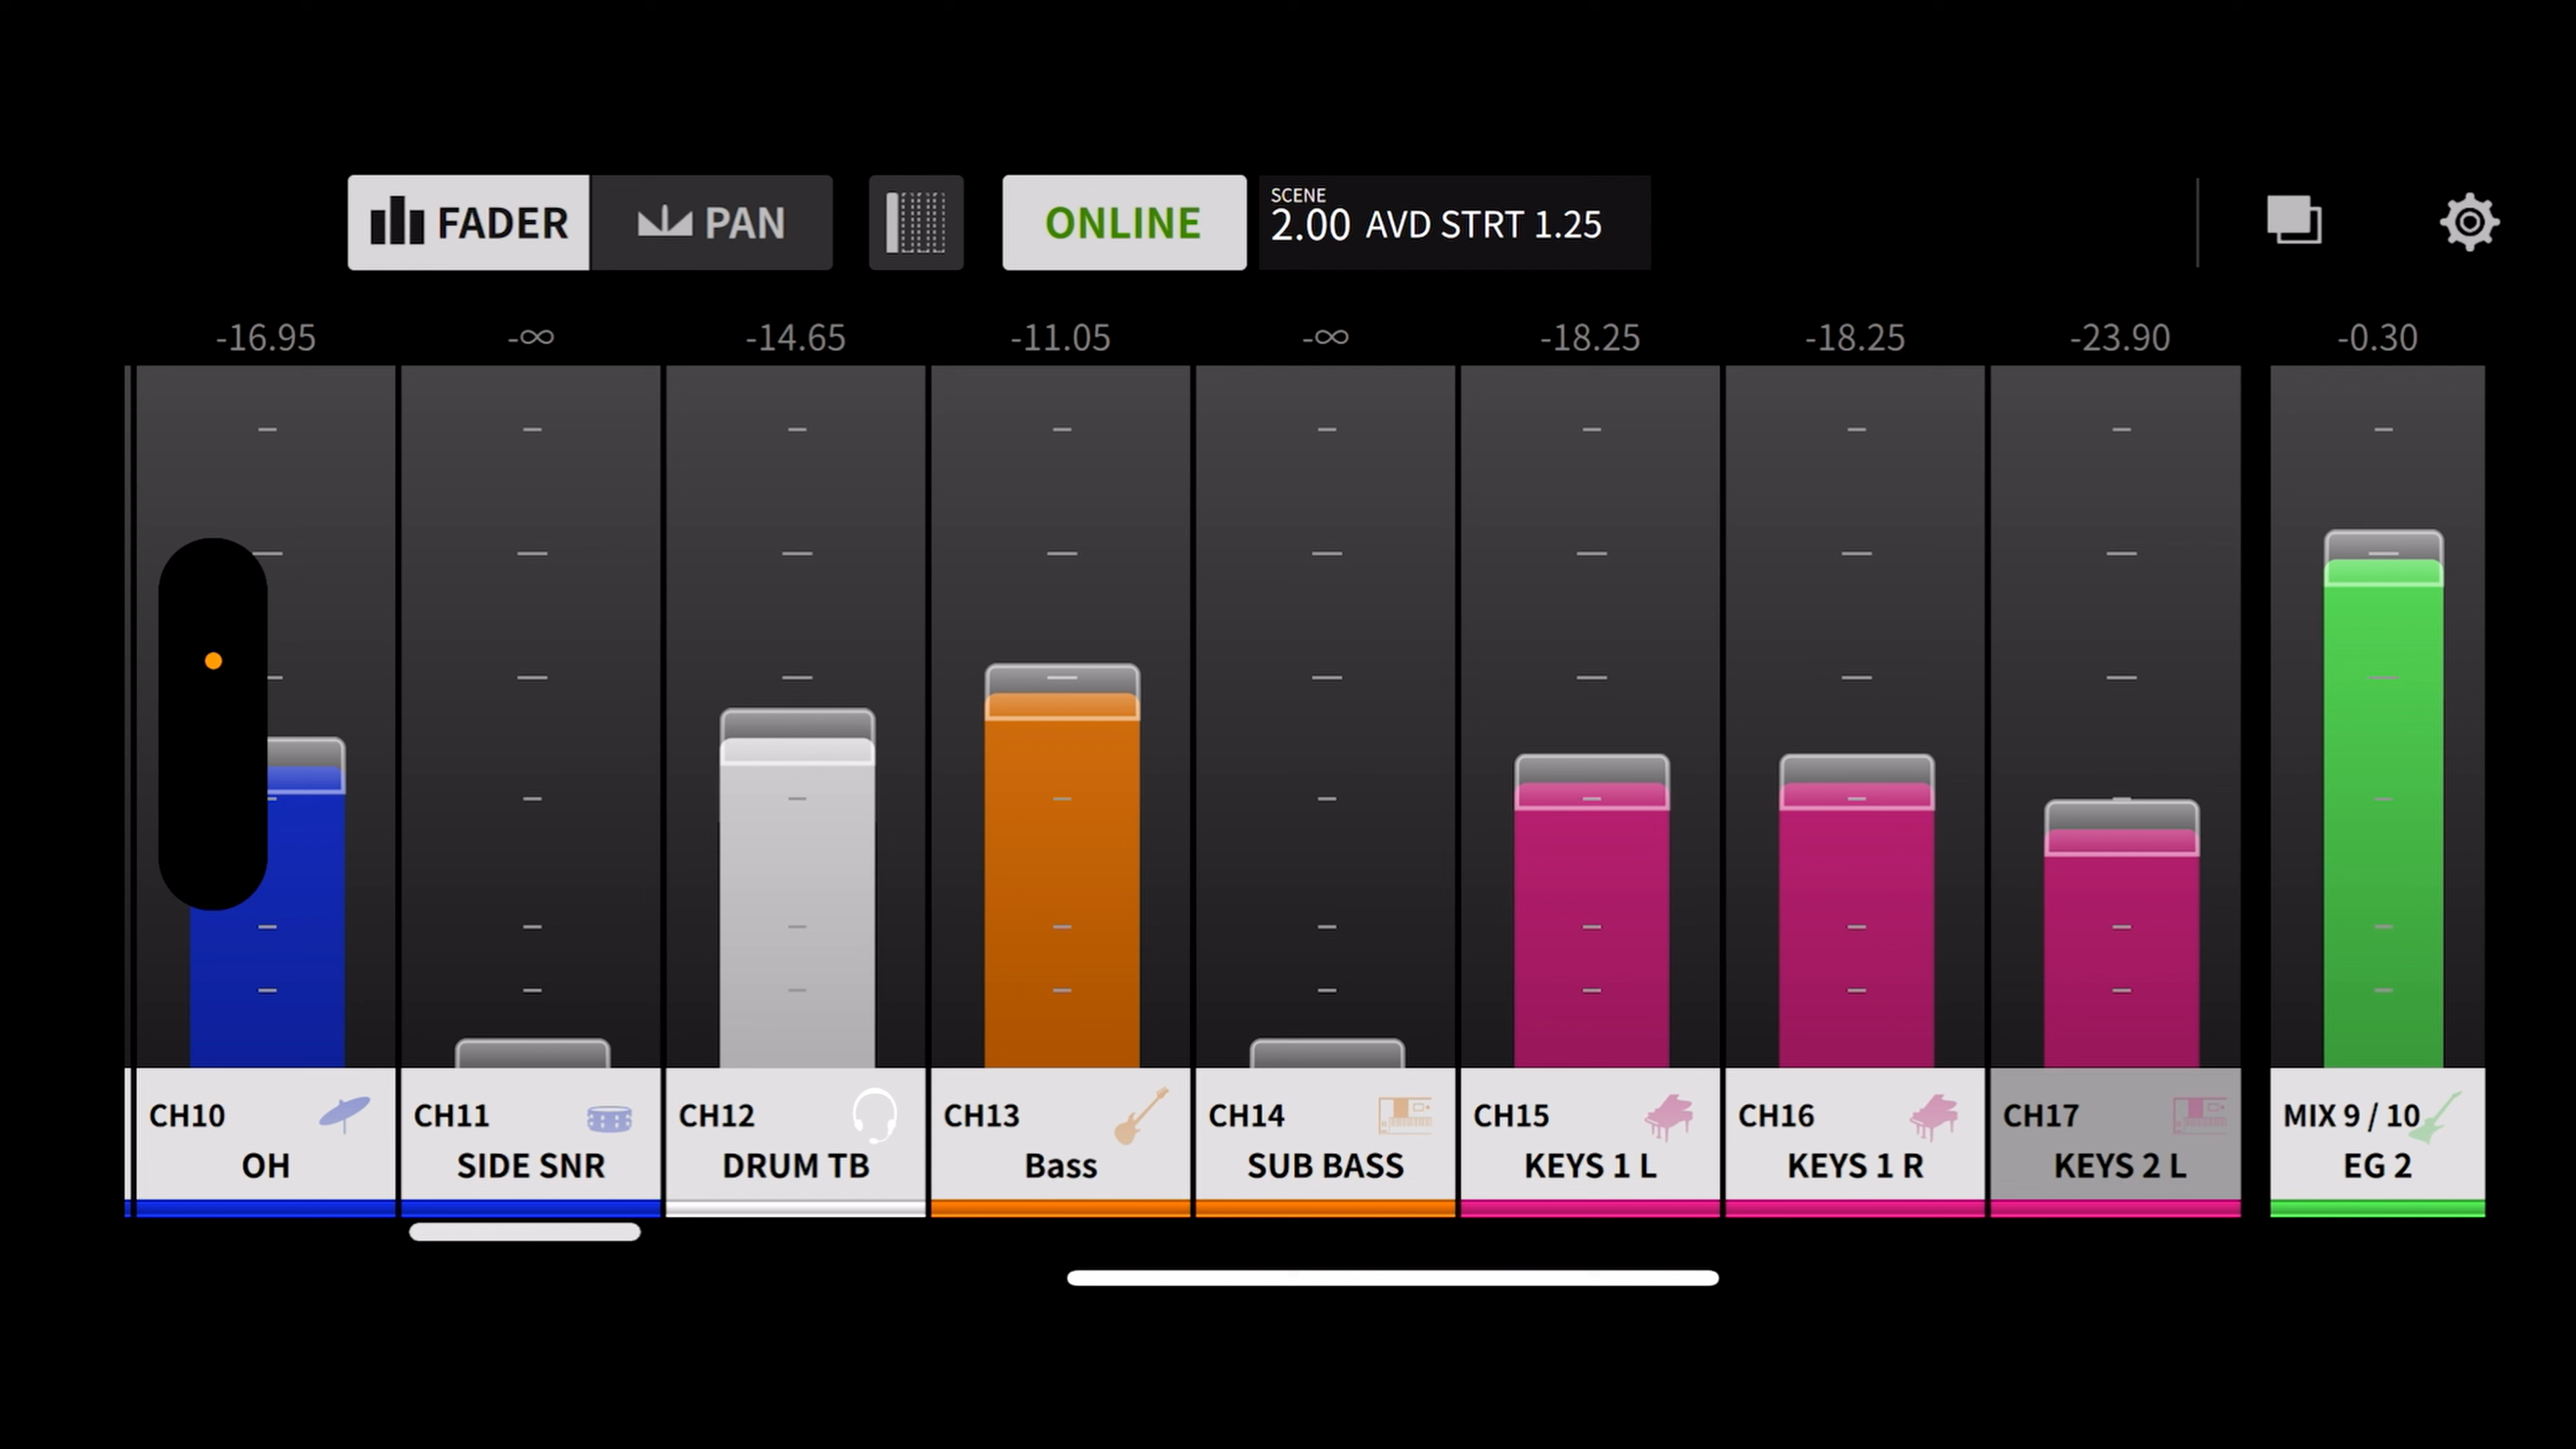 FADER PAN ONLINE SCENE
2.00 AVD STRT 1.25
-16.95 -∞ -14.65 -11.05 -∞ -18.25 -18.25 -23.90 -0.30
CH10 CH11 CH12 CH13 CH14 CH15 CH16 CH17 MIX 9 / 10
OH SIDE SNR DRUM TB Bass SUB BASS KEYS 1 L KEYS 1 R KEYS 2 L EG 2